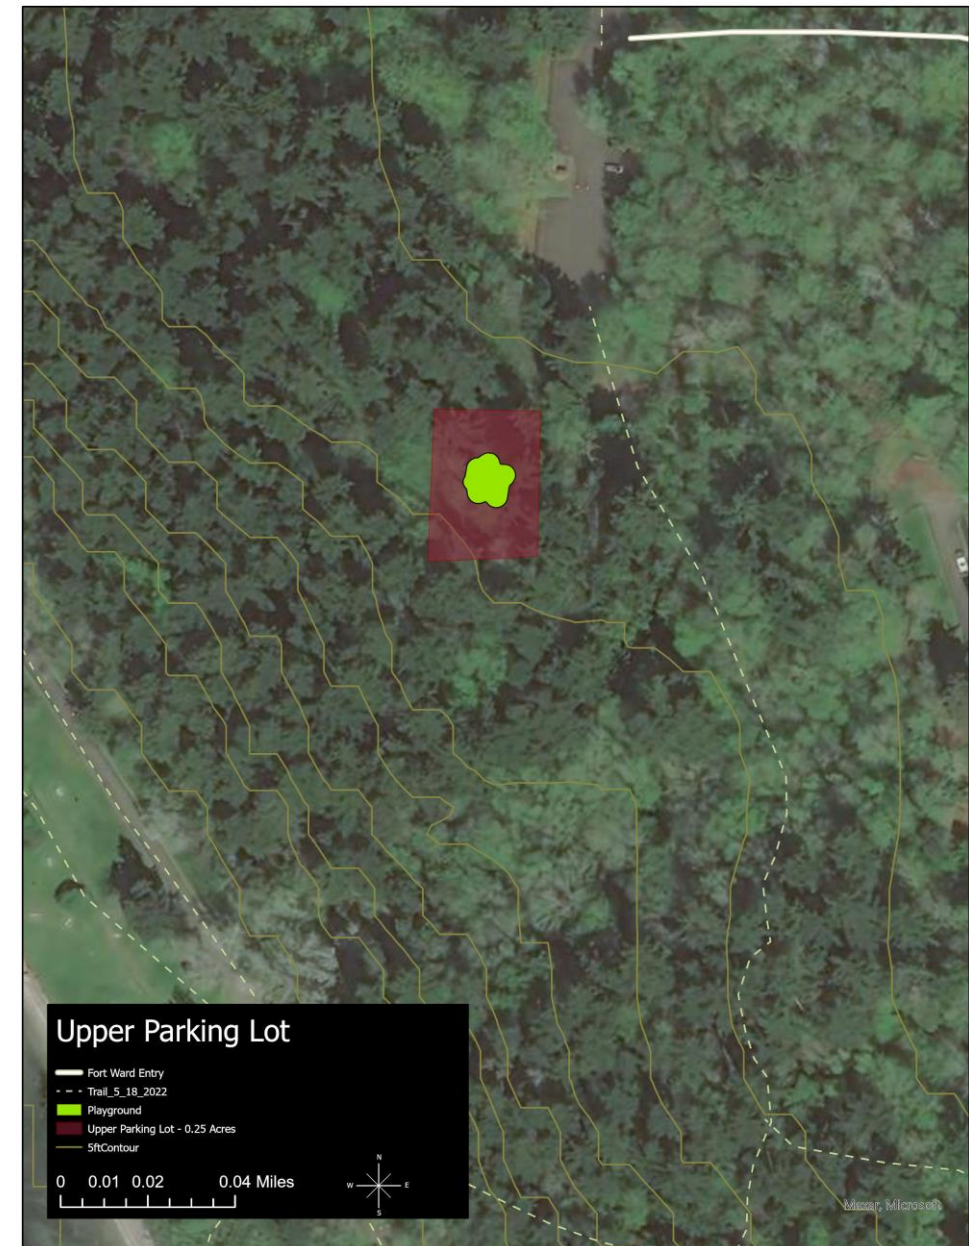 Upper Parking Lot
Fort Ward Entry
Trail_5_18_2022
Playground
Upper Parking Lot - 0.25 Acres
5ftContour
0 0.01 0.02 0.04 Miles
N
W E
S
Maxar, Microsoft